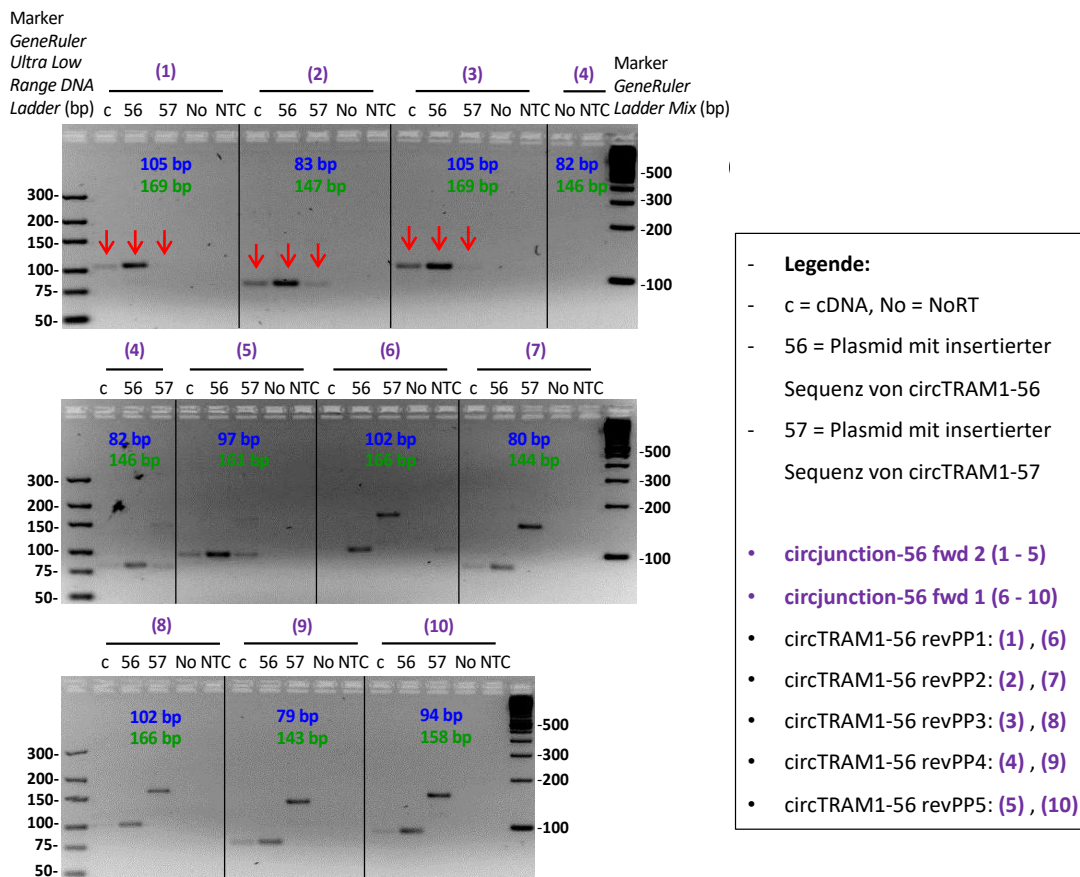 Marker
GeneRuler
Ultra Low
Range DNA
Ladder (bp)
(1) (2) (3) (4)
Marker
GeneRuler
Ladder Mix (bp)
c 56 57 No NTC c 56 57 No NTC c 56 57 No NTC No NTC
105 bp 83 bp 105 bp 82 bp
169 bp 147 bp 169 bp 146 bp
300-
200-
150-
100-
75-
50-
-500
-300
-200
-100
(4) (5) (6) (7)
c 56 57 c 56 57 No NTC c 56 57 No NTC c 56 57 No NTC
82 bp 97 bp 102 bp 80 bp
146 bp 161 bp 166 bp 144 bp
300-
200-
150-
100-
75-
50-
-500
-300
-200
-100
(8) (9) (10)
c 56 57 No NTC c 56 57 No NTC c 56 57 No NTC
102 bp 79 bp 94 bp
166 bp 143 bp 158 bp
300-
200-
150-
100-
75-
50-
-500
-300
-200
-100
- Legende:
- c = cDNA, No = NoRT
- 56 = Plasmid mit insertierter
Sequenz von circTRAM1-56
- 57 = Plasmid mit insertierter
Sequenz von circTRAM1-57
• circjunction-56 fwd 2 (1 - 5)
• circjunction-56 fwd 1 (6 - 10)
• circTRAM1-56 revPP1: (1) , (6)
• circTRAM1-56 revPP2: (2) , (7)
• circTRAM1-56 revPP3: (3) , (8)
• circTRAM1-56 revPP4: (4) , (9)
• circTRAM1-56 revPP5: (5) , (10)